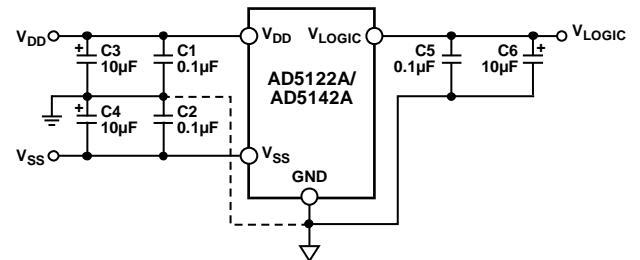 VDD
+
C3
10µF
C1
0.1µF
+
C4
10µF
C2
0.1µF
VSS
VDD
VLOGIC
AD5122A/
AD5142A
VSS
GND
C5
0.1µF
C6
10µF
+
VLOGIC